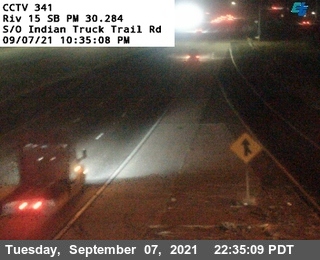 CCTV 341
Riv 15 SB PM 30.284
S/O Indian Truck Trail Rd
09/07/21 10:35:08 PM
Tuesday, September 07, 2021 22:35:09 PDT